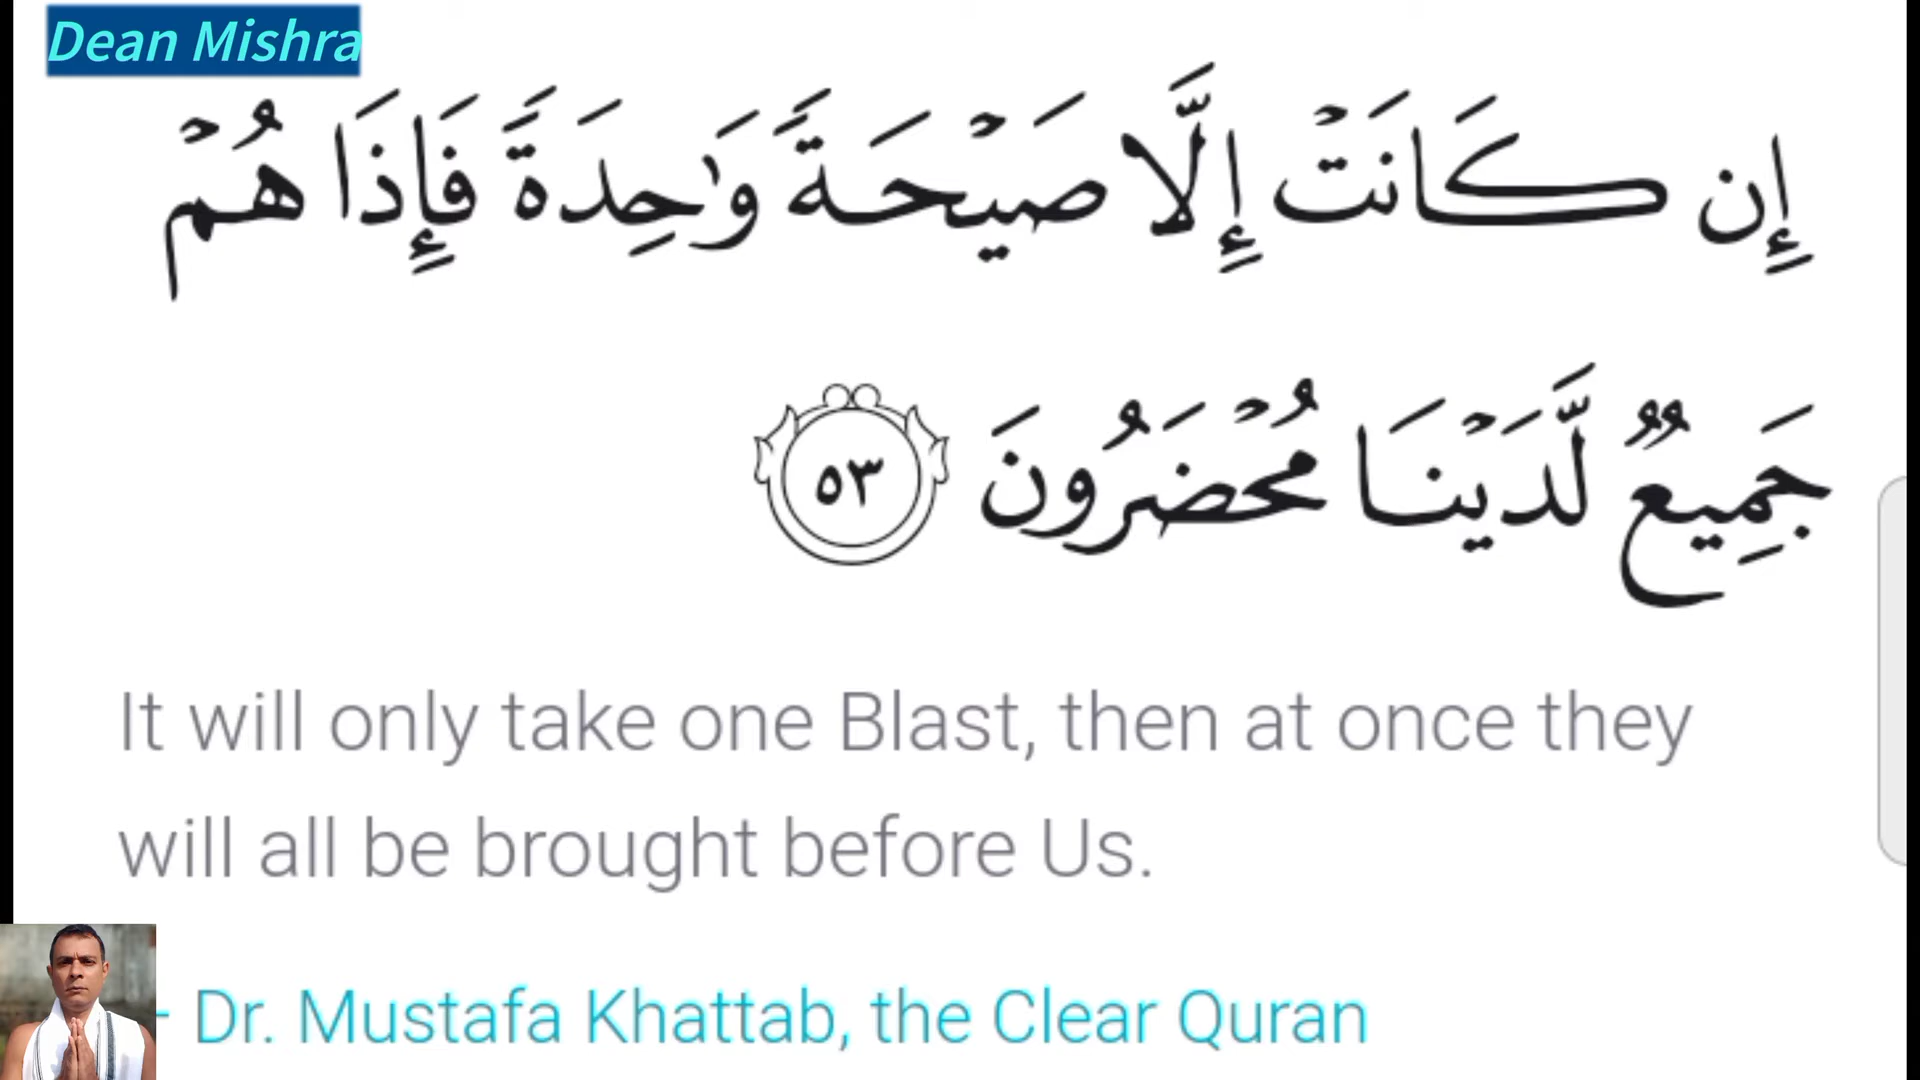 Dean Mishra
إِن كَانَتْ إِلَّا صَيْحَةً وَٰحِدَةً فَإِذَا هُمْ
جَمِيعٌ لَّدَيْنَا مُحْضَرُونَ ٥٣
It will only take one Blast, then at once they
will all be brought before Us.
- Dr. Mustafa Khattab, the Clear Quran